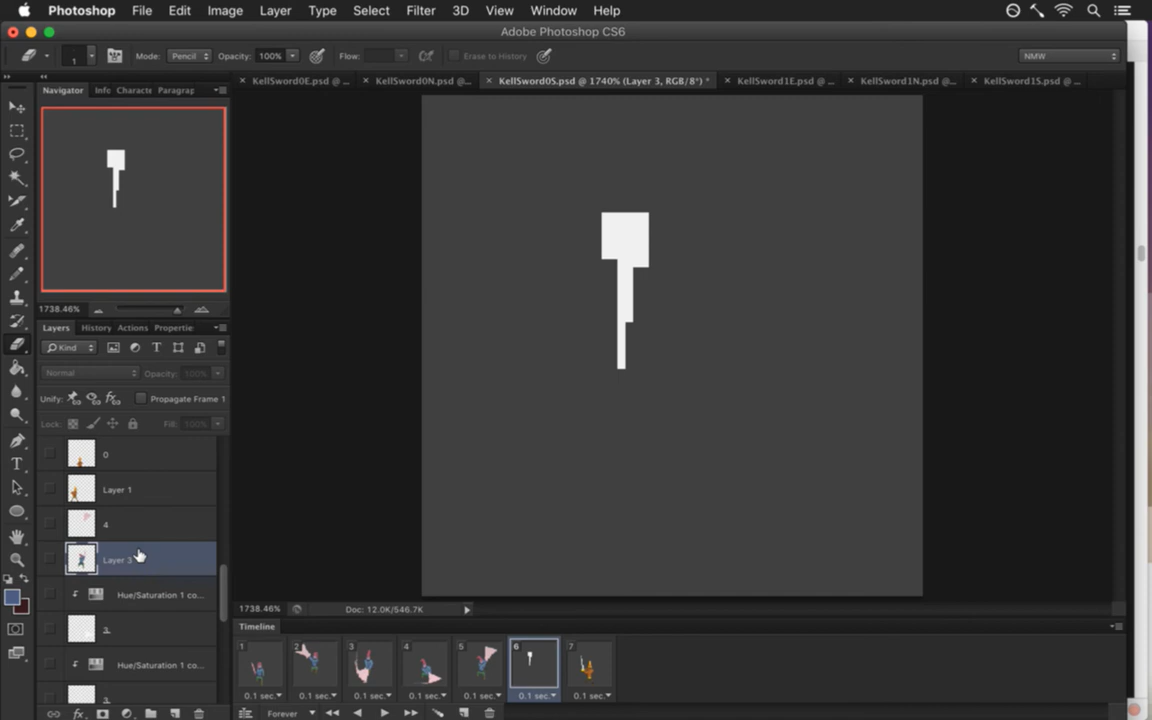 Photoshop File Edit Image Layer Type Select Filter 3D View Window Help
Adobe Photoshop CS6
1 Mode: Pencil Opacity: 100% Flow: Erase to History NMW
KellSword0E.psd @ ... KellSword0N.psd @... KellSword0S.psd @ 1740% (Layer 3, RGB/8*) * KellSword1E.psd @ ... KellSword1N.psd @... KellSword1S.psd @ ...
Navigator Info Characte Paragrap
1738.46%
Layers History Actions Propertie
Kind
Normal Opacity: 100%
Unify: Propagate Frame 1
Lock: Fill: 100%
0
Layer 1
4
Layer 3
Hue/Saturation 1 co...
3
Hue/Saturation 1 co...
1738.46% Doc: 12.0K/546.7K
Timeline
1 2 3 4 5 6 7
0.1 sec. 0.1 sec. 0.1 sec. 0.1 sec. 0.1 sec. 0.1 sec. 0.1 sec.
Forever